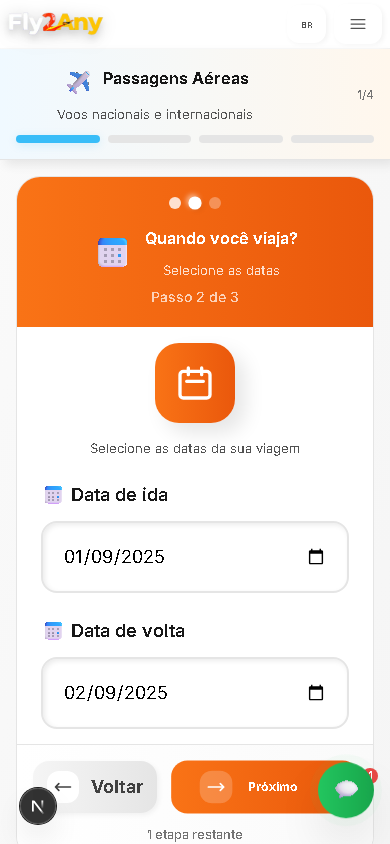 Fly2Any
BR
Passagens Aéreas
Voos nacionais e internacionais
1/4
Quando você viaja?
Selecione as datas
Passo 2 de 3
Selecione as datas da sua viagem
Data de ida
01/09/2025
Data de volta
02/09/2025
Voltar
Próximo
1
N
1 etapa restante